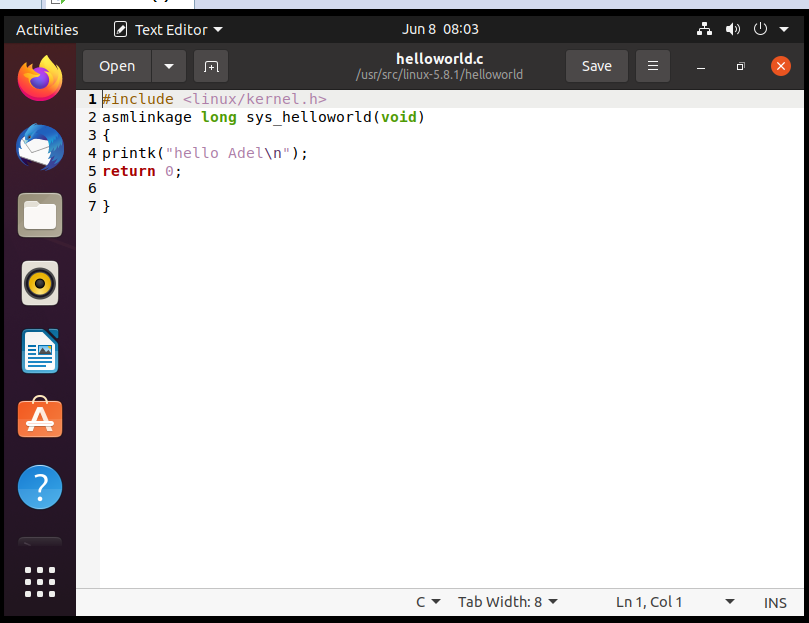 Activities Text Editor Jun 8 08:03
Open helloworld.c Save
/usr/src/linux-5.8.1/helloworld
1 #include <linux/kernel.h>
2 asmlinkage long sys_helloworld(void)
3 {
4 printk("hello Adel\n");
5 return 0;
6
7 }
C Tab Width: 8 Ln 1, Col 1 INS